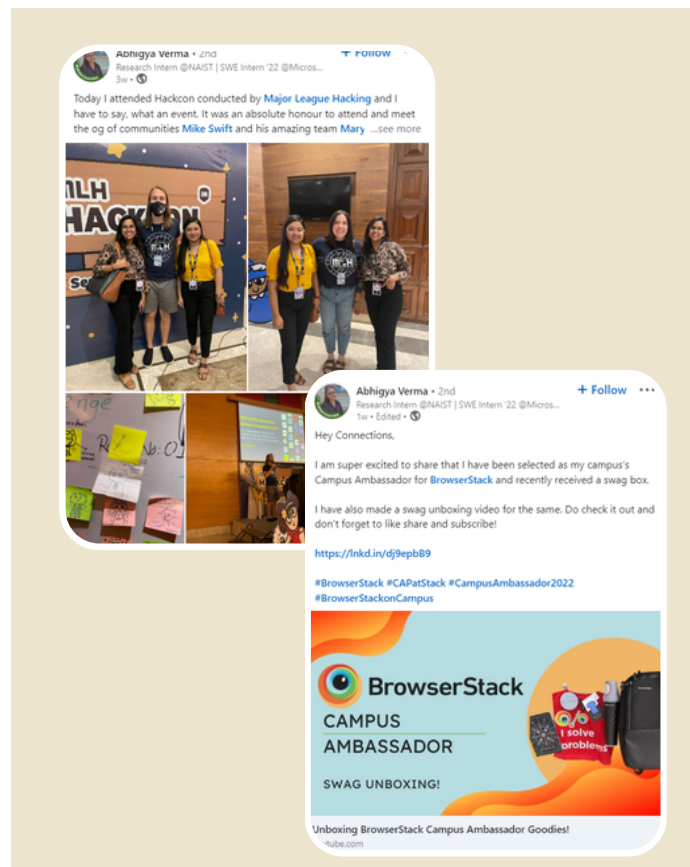 Abhigya Verma • 2nd
+ Follow
Research Intern @NAIST | SWE Intern '22 @Micros...
3w •
Today I attended Hackcon conducted by Major League Hacking and I
have to say, what an event. It was an absolute honour to attend and meet
the og of communities Mike Swift and his amazing team Mary ...see more
MLH
HACKCON
Se
MLH
nge
Abhigya Verma • 2nd
+ Follow ...
Research Intern @NAIST | SWE Intern '22 @Micros...
1w • Edited •
Hey Connections,
I am super excited to share that I have been selected as my campus's
Campus Ambassador for BrowserStack and recently received a swag box.
I have also made a swag unboxing video for the same. Do check it out and
don't forget to like share and subscribe!
https://lnkd.in/dj9epbB9
#BrowserStack #CAPatStack #CampusAmbassador2022
#BrowserStackonCampus
BrowserStack
CAMPUS
AMBASSADOR
SWAG UNBOXING!
I solve
problems
Unboxing BrowserStack Campus Ambassador Goodies!
utube.com